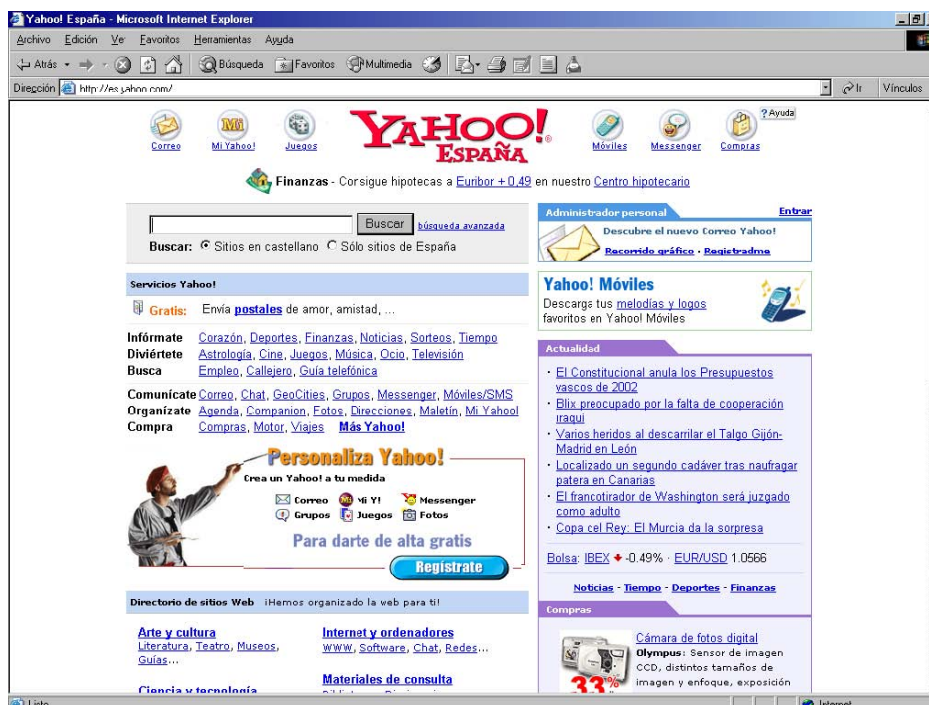 Yahoo! España - Microsoft Internet Explorer
Archivo Edición Ver Favoritos Herramientas Ayuda
Atrás Búsqueda Favoritos Multimedia
Dirección http://es.yahoo.com/ Ir Vínculos
Correo Mi Yahoo! Juegos YAHOO! ESPAÑA Móviles Messenger Compras ?Ayuda
Finanzas - Consigue hipotecas a Euribor + 0,49 en nuestro Centro hipotecario
Buscar búsqueda avanzada
Buscar: Sitios en castellano Sólo sitios de España
Servicios Yahoo!
Gratis: Envía postales de amor, amistad, ...
Infórmate Corazón, Deportes, Finanzas, Noticias, Sorteos, Tiempo
Diviértete Astrología, Cine, Juegos, Música, Ocio, Televisión
Busca Empleo, Callejero, Guía telefónica
Comunícate Correo, Chat, GeoCities, Grupos, Messenger, Móviles/SMS
Organízate Agenda, Companion, Fotos, Direcciones, Maletín, Mi Yahoo!
Compra Compras, Motor, Viajes Más Yahoo!
Personaliza Yahoo!
Crea un Yahoo! a tu medida
Correo Mi Y! Messenger
Grupos Juegos Fotos
Para darte de alta gratis
Regístrate
Directorio de sitios Web ¡Hemos organizado la web para ti!
Arte y cultura
Literatura, Teatro, Museos,
Guías...
Internet y ordenadores
WWW, Software, Chat, Redes...
Ciencia y tecnología
Materiales de consulta
Administrador personal Entrar
Descubre el nuevo Correo Yahoo!
Recorrido gráfico · Registradme
Yahoo! Móviles
Descarga tus melodías y logos
favoritos en Yahoo! Móviles
Actualidad
· El Constitucional anula los Presupuestos
vascos de 2002
· Blix preocupado por la falta de cooperación
iraquí
· Varios heridos al descarrilar el Talgo Gijón-
Madrid en León
· Localizado un segundo cadáver tras naufragar
patera en Canarias
· El francotirador de Washington será juzgado
como adulto
· Copa cel Rey: El Murcia da la sorpresa
Bolsa: IBEX -0.49% · EUR/USD 1.0566
Noticias - Tiempo - Deportes - Finanzas
Compras
Cámara de fotos digital
Olympus: Sensor de imagen
CCD, distintos tamaños de
imagen y enfoque, exposición
33%
Listo Internet